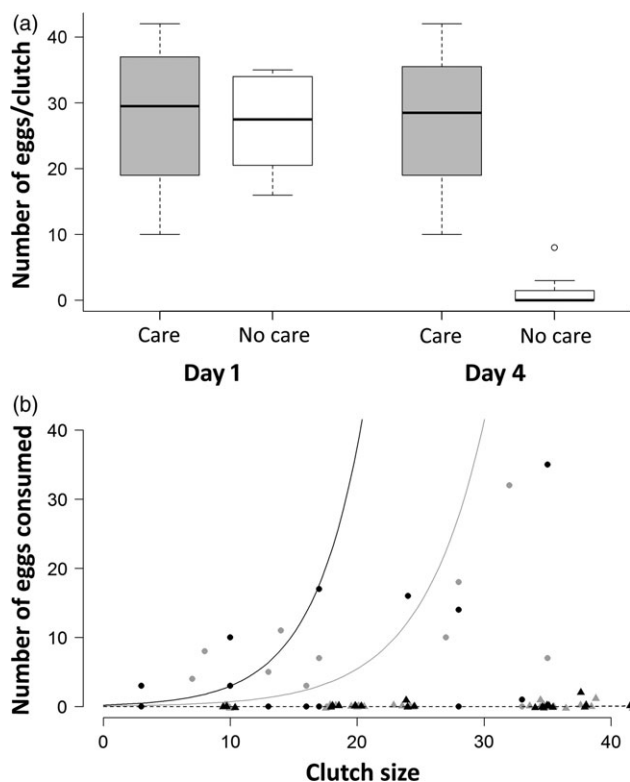 (a)
Number of eggs/clutch
40
30
20
10
0
Care
No care
Care
No care
Day 1
Day 4
(b)
Number of eggs consumed
40
30
20
10
0
0
10
20
30
40
Clutch size